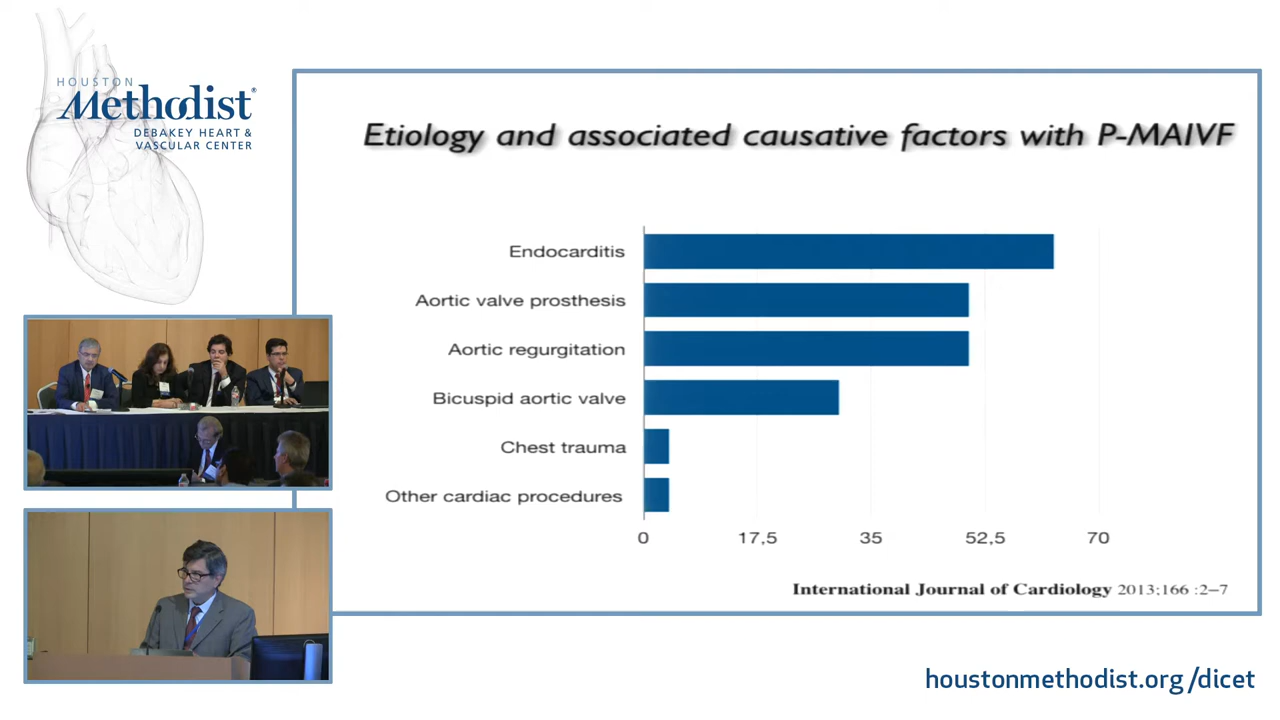 HOUSTON
Methodist®
DEBAKEY HEART &
VASCULAR CENTER
Etiology and associated causative factors with P-MAIVF
Endocarditis
Aortic valve prosthesis
Aortic regurgitation
Bicuspid aortic valve
Chest trauma
Other cardiac procedures
0 17,5 35 52,5 70
International Journal of Cardiology 2013;166 :2–7
houstonmethodist.org/dicet